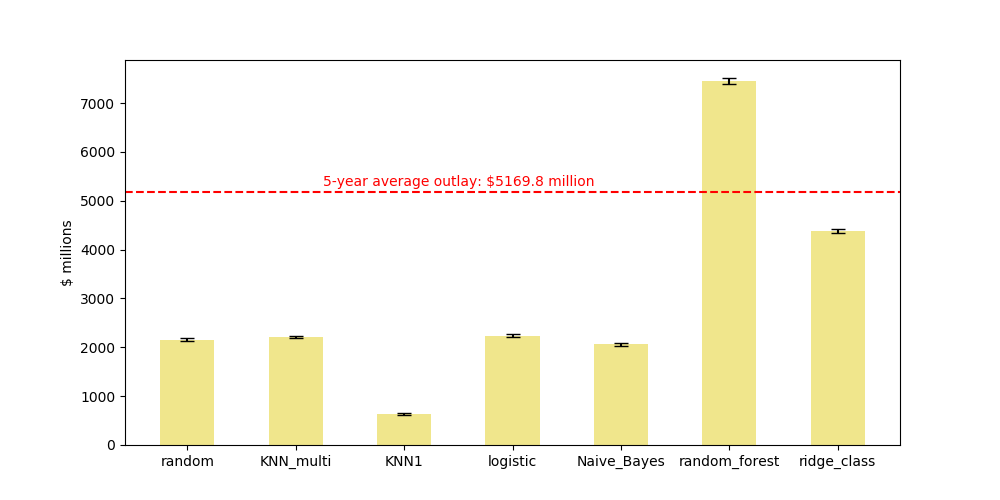 7000
6000
5-year average outlay: $5169.8 million
5000
4000
3000
2000
1000
0
$ millions
random KNN_multi KNN1 logistic Naive_Bayes random_forest ridge_class